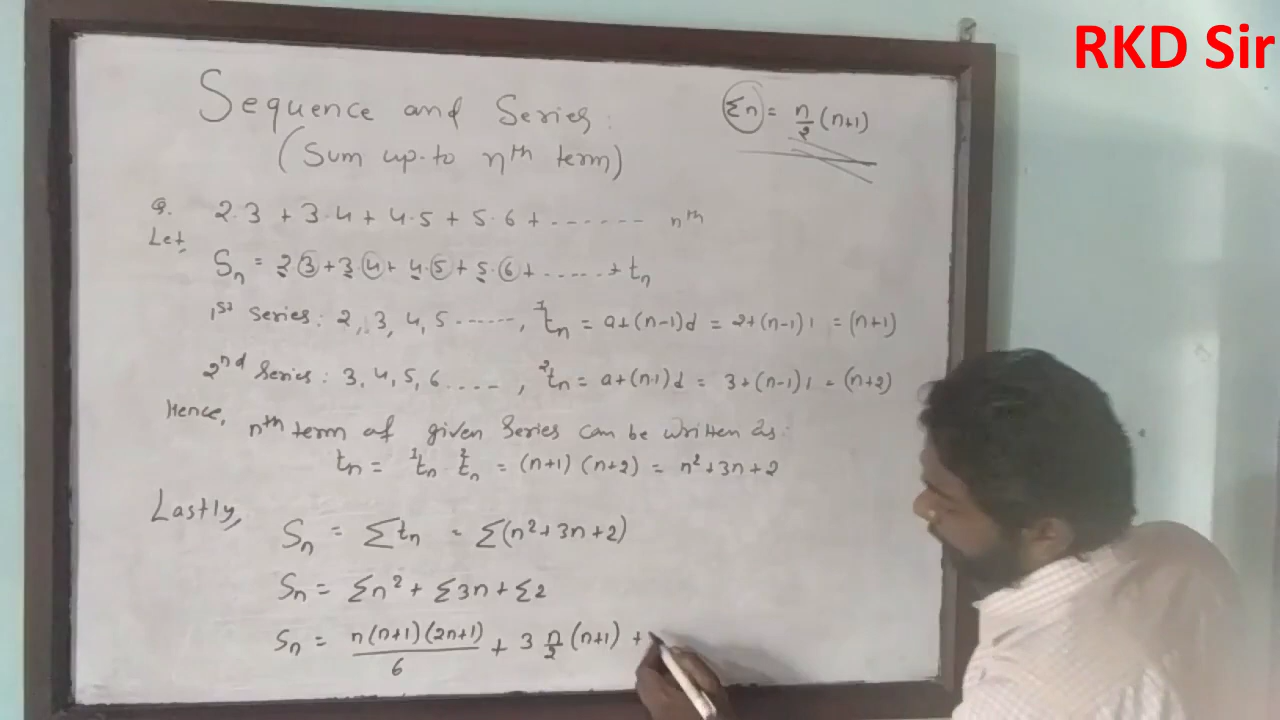 RKD Sir
Sequence and Series:
(Sum up-to nth term)
Σn = n/2 (n+1)
Q. 2.3 + 3.4 + 4.5 + 5.6 + ....... nth
Let,
Sn = 2.3 + 3.4 + 4.5 + 5.6 + ...... + tn
1st Series: 2, 3, 4, 5 ......, ¹tn = a+(n-1)d = 2+(n-1)1 = (n+1)
2nd Series: 3, 4, 5, 6 ...., ²tn = a+(n-1)d = 3+(n-1)1 = (n+2)
Hence, nth term of given Series can be written as:
tn = ¹tn ²tn = (n+1) (n+2) = n²+3n+2
Lastly,
Sn = Σtn = Σ(n²+3n+2)
Sn = Σn² + Σ3n + Σ2
Sn = n(n+1)(2n+1)/6 + 3 n/2 (n+1) +